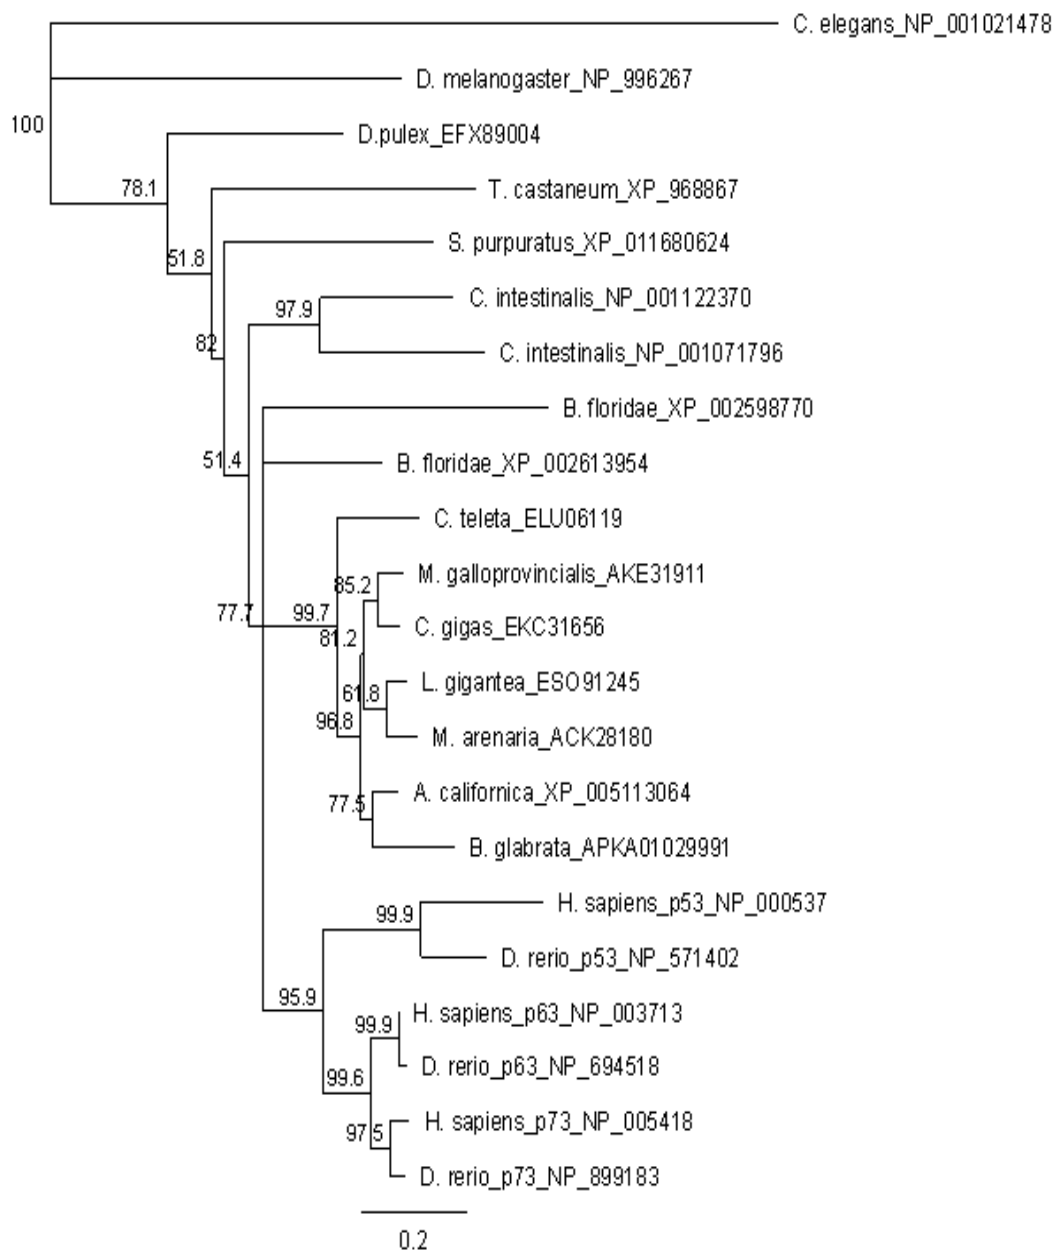 C. elegans_NP_001021478
D. melanogaster_NP_996267
100
D.pulex_EFX89004
78.1
T. castaneum_XP_968867
S. purpuratus_XP_011680624
51.8
C. intestinalis_NP_001122370
97.9
82
C. intestinalis_NP_001071796
B. floridae_XP_002598770
51.4
B. floridae_XP_002613954
C. teleta_ELU06119
M. galloprovincialis_AKE31911
85.2
77.7
99.7
C. gigas_EKC31656
81.2
L. gigantea_ESO91245
61.8
96.8
M. arenaria_ACK28180
A. californica_XP_005113064
77.5
B. glabrata_APKA01029991
H. sapiens_p53_NP_000537
99.9
D. rerio_p53_NP_571402
95.9
H. sapiens_p63_NP_003713
99.9
D. rerio_p63_NP_694518
99.6
H. sapiens_p73_NP_005418
97.5
D. rerio_p73_NP_899183
0.2